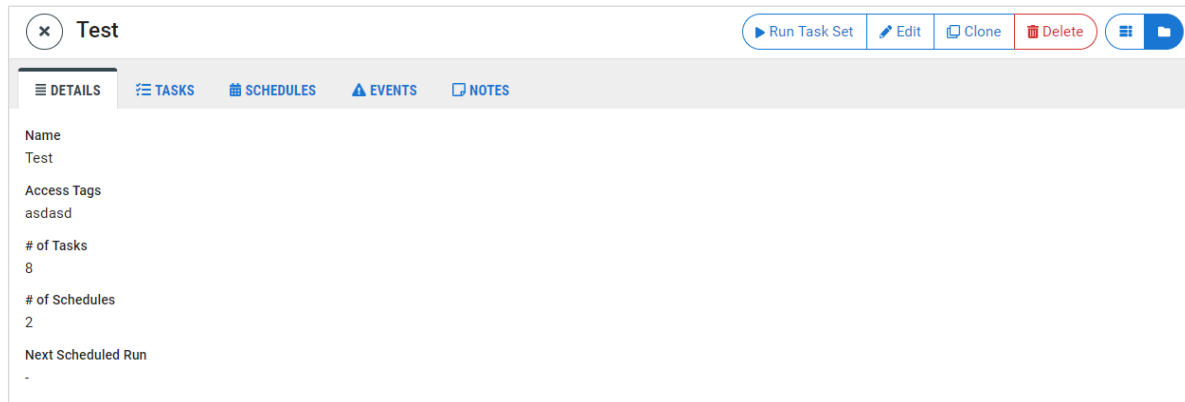 Test
Run Task Set Edit Clone Delete
DETAILS TASKS SCHEDULES EVENTS NOTES
Name
Test
Access Tags
asdasd
# of Tasks
8
# of Schedules
2
Next Scheduled Run
-